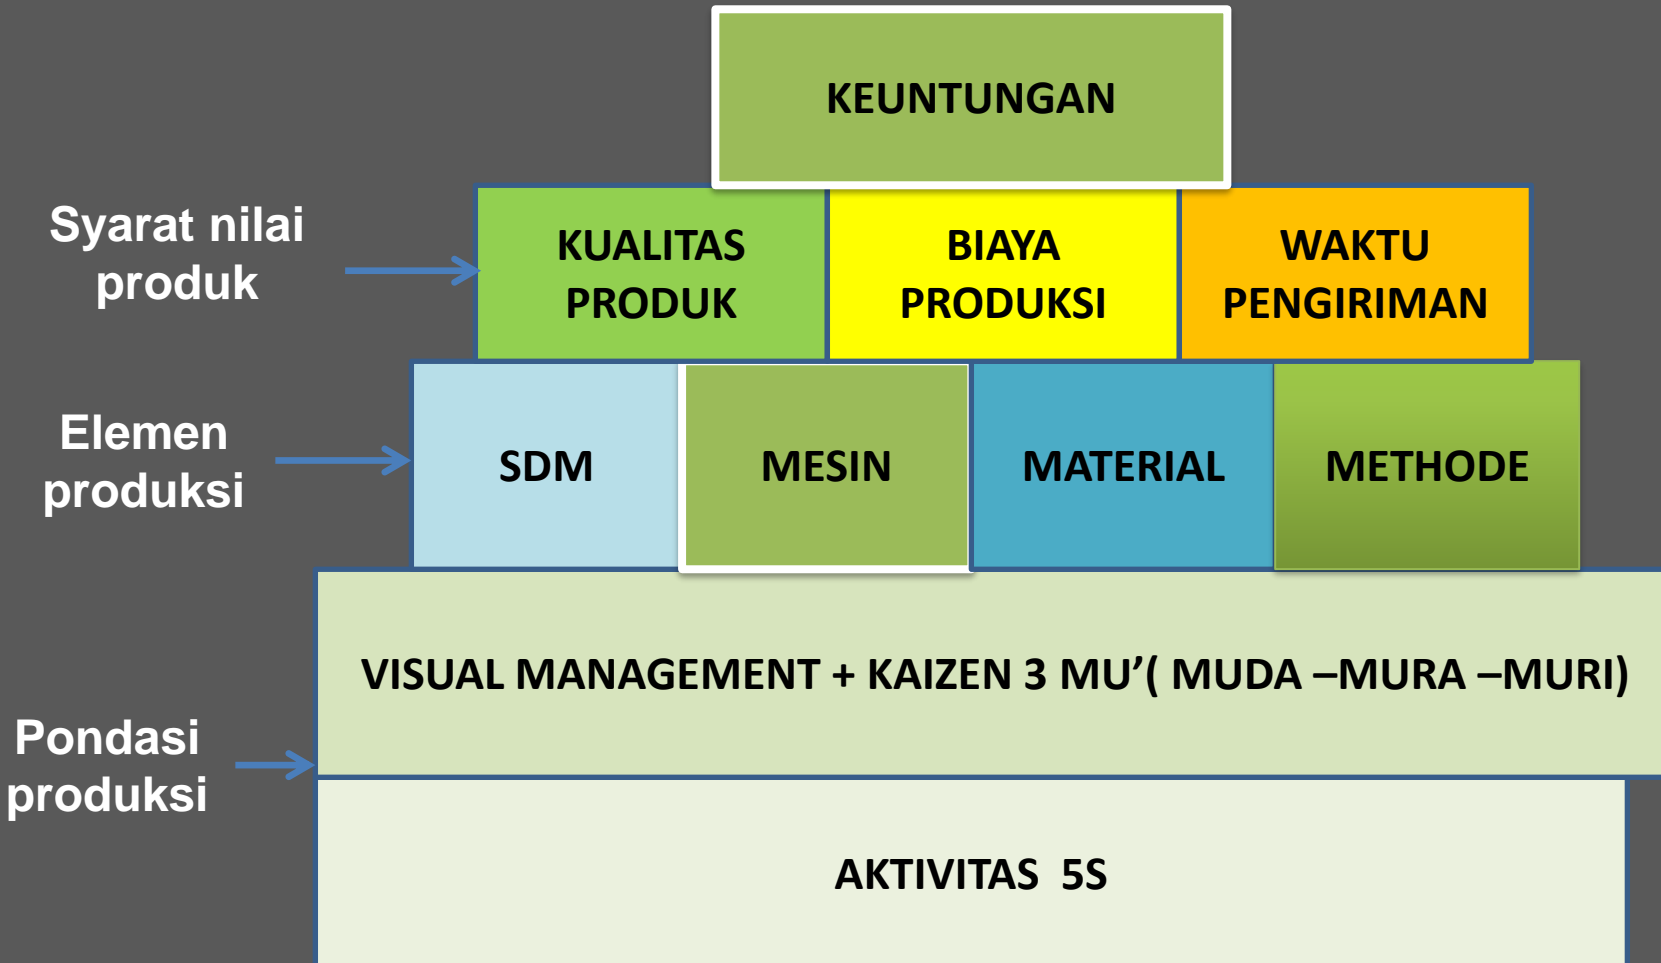 KEUNTUNGAN
Syarat nilai
produk
KUALITAS
PRODUK
BIAYA
PRODUKSI
WAKTU
PENGIRIMAN
Elemen
produksi
SDM
MESIN
MATERIAL
METHODE
Pondasi
produksi
VISUAL MANAGEMENT + KAIZEN 3 MU’( MUDA –MURA –MURI)
AKTIVITAS  5S